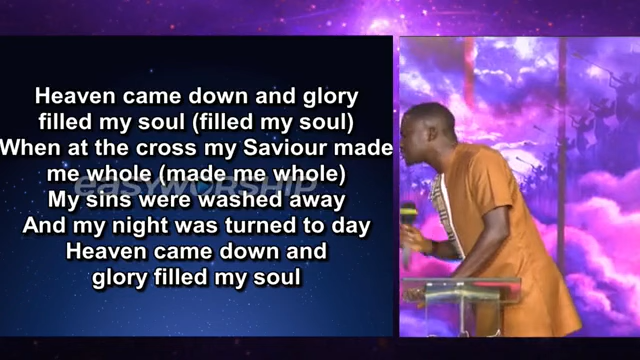 Heaven came down and glory
filled my soul (filled my soul)
When at the cross my Saviour made
me whole (made me whole)
easyworship
My sins were washed away
And my night was turned to day
Heaven came down and
glory filled my soul